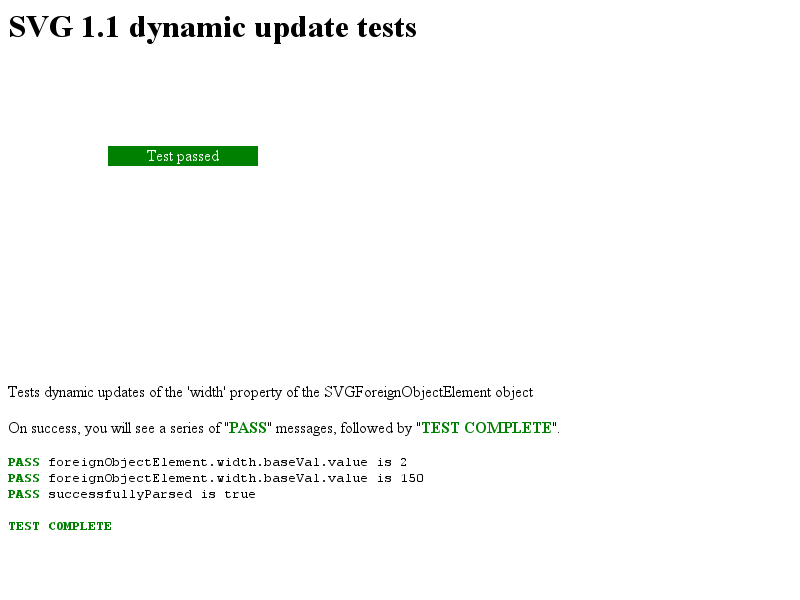 SVG 1.1 dynamic update tests
Test passed
Tests dynamic updates of the 'width' property of the SVGForeignObjectElement object
On success, you will see a series of "PASS" messages, followed by "TEST COMPLETE".
PASS foreignObjectElement.width.baseVal.value is 2
PASS foreignObjectElement.width.baseVal.value is 150
PASS successfullyParsed is true
TEST COMPLETE